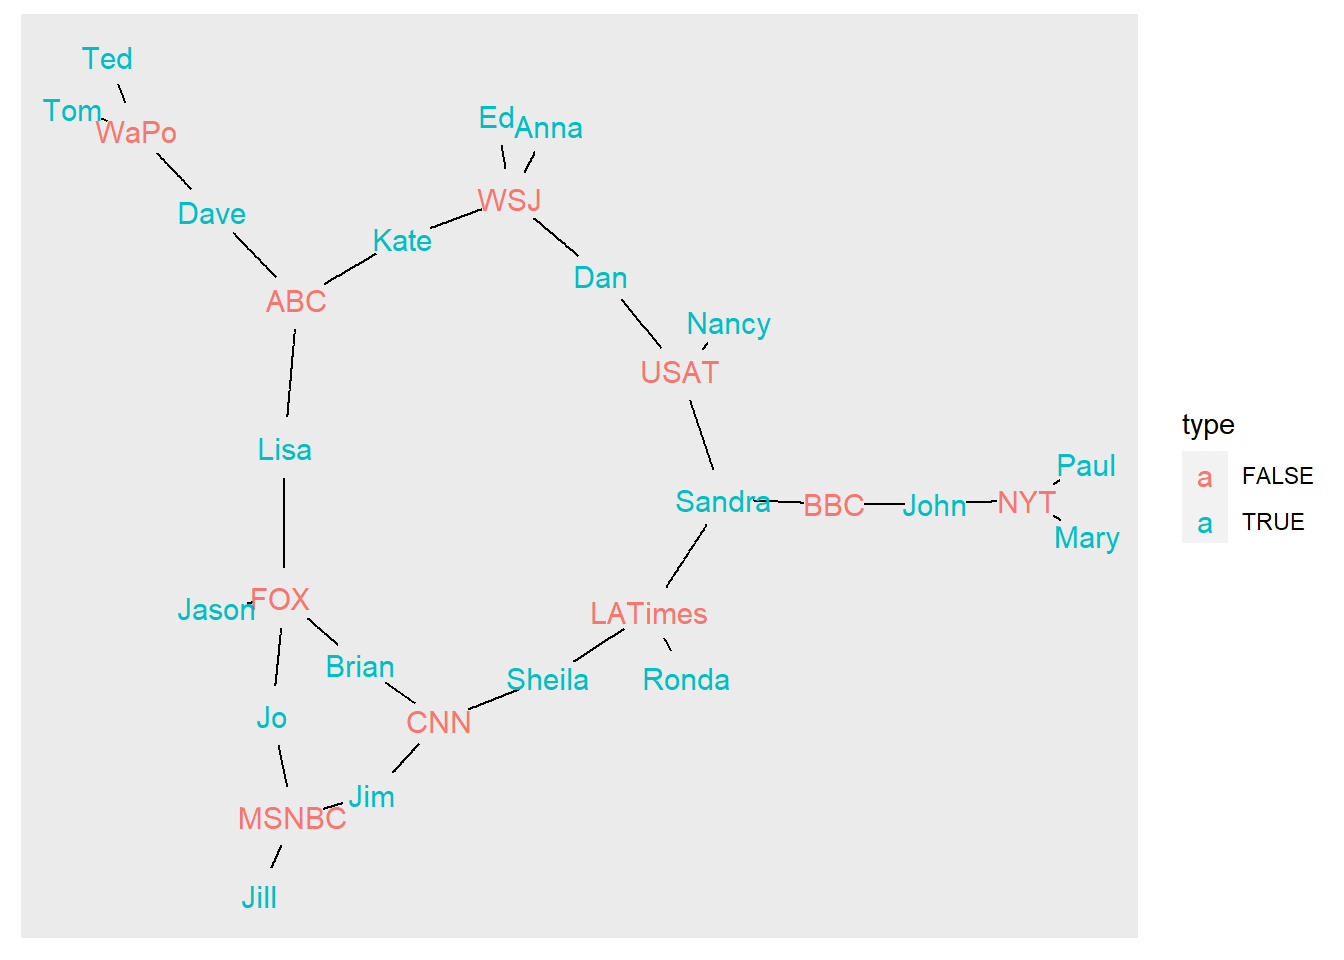 Ted
Tom
WaPo
Ed
Anna
WSJ
Dave
Kate
Dan
ABC
Nancy
USAT
type
Lisa
Paul
a FALSE
Sandra
BBC
John
NYT
a TRUE
Mary
FOX
Jason
LATimes
Brian
Sheila
Ronda
Jo
CNN
Jim
MSNBC
Jill